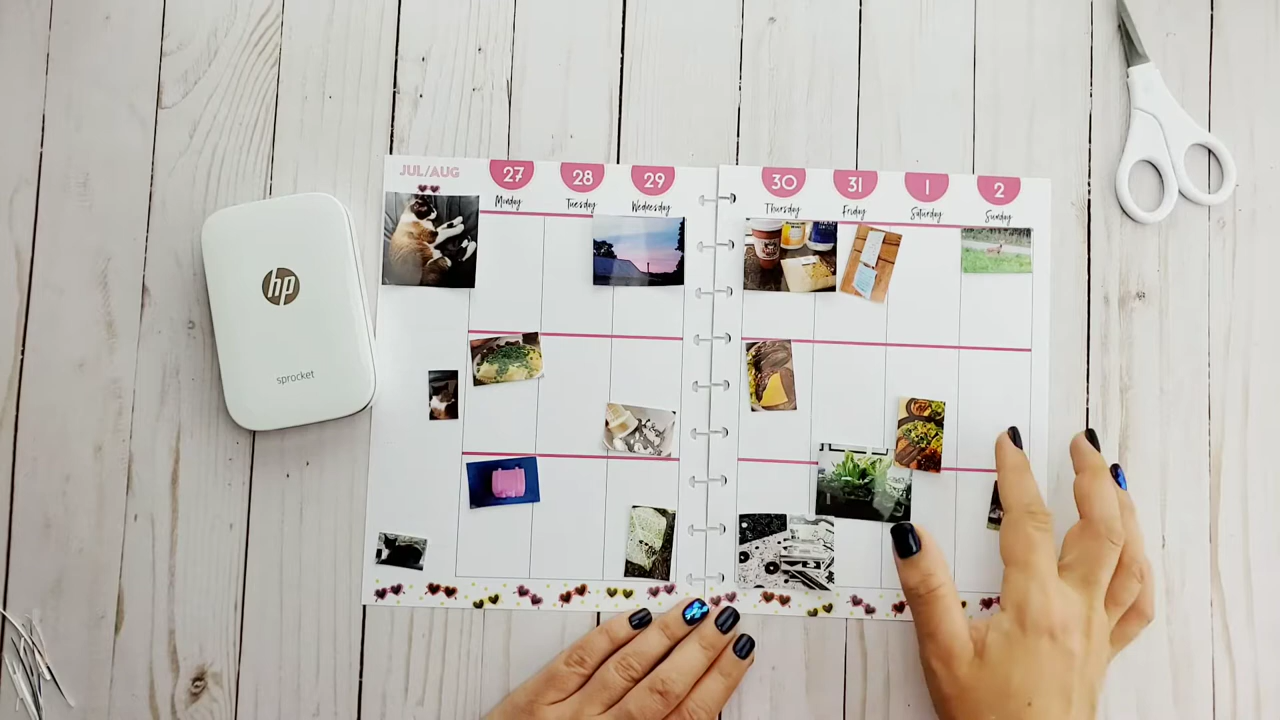 JUL/AUG
27
28
29
30
31
1
2
Monday
Tuesday
Wednesday
Thursday
Friday
Saturday
Sunday
hp
sprocket